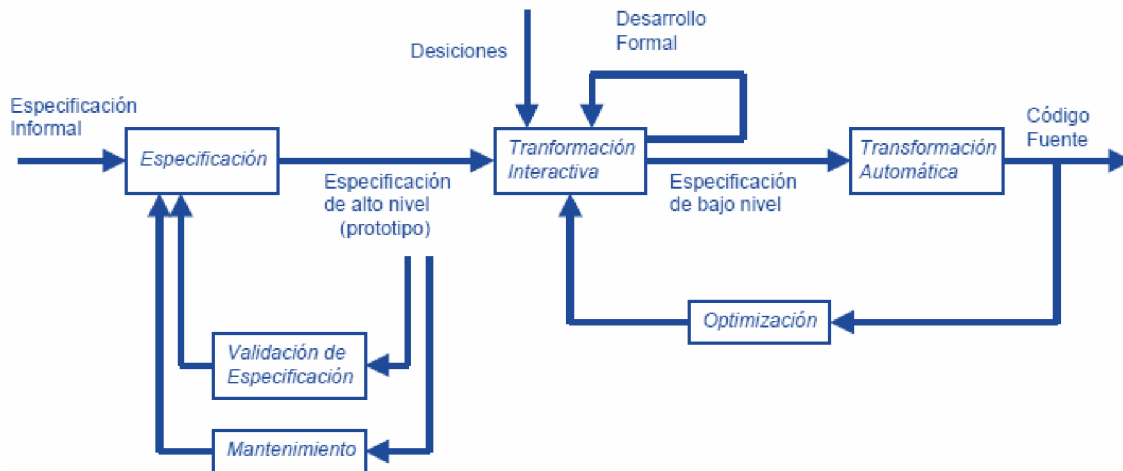 Desiciones
Desarrollo
Formal
Especificación
Informal
Código
Fuente
Especificación
Tranformación
Interactiva
Transformación
Automática
Especificación
de alto nivel
(prototipo)
Especificación
de bajo nivel
Optimización
Validación de
Especificación
Mantenimiento